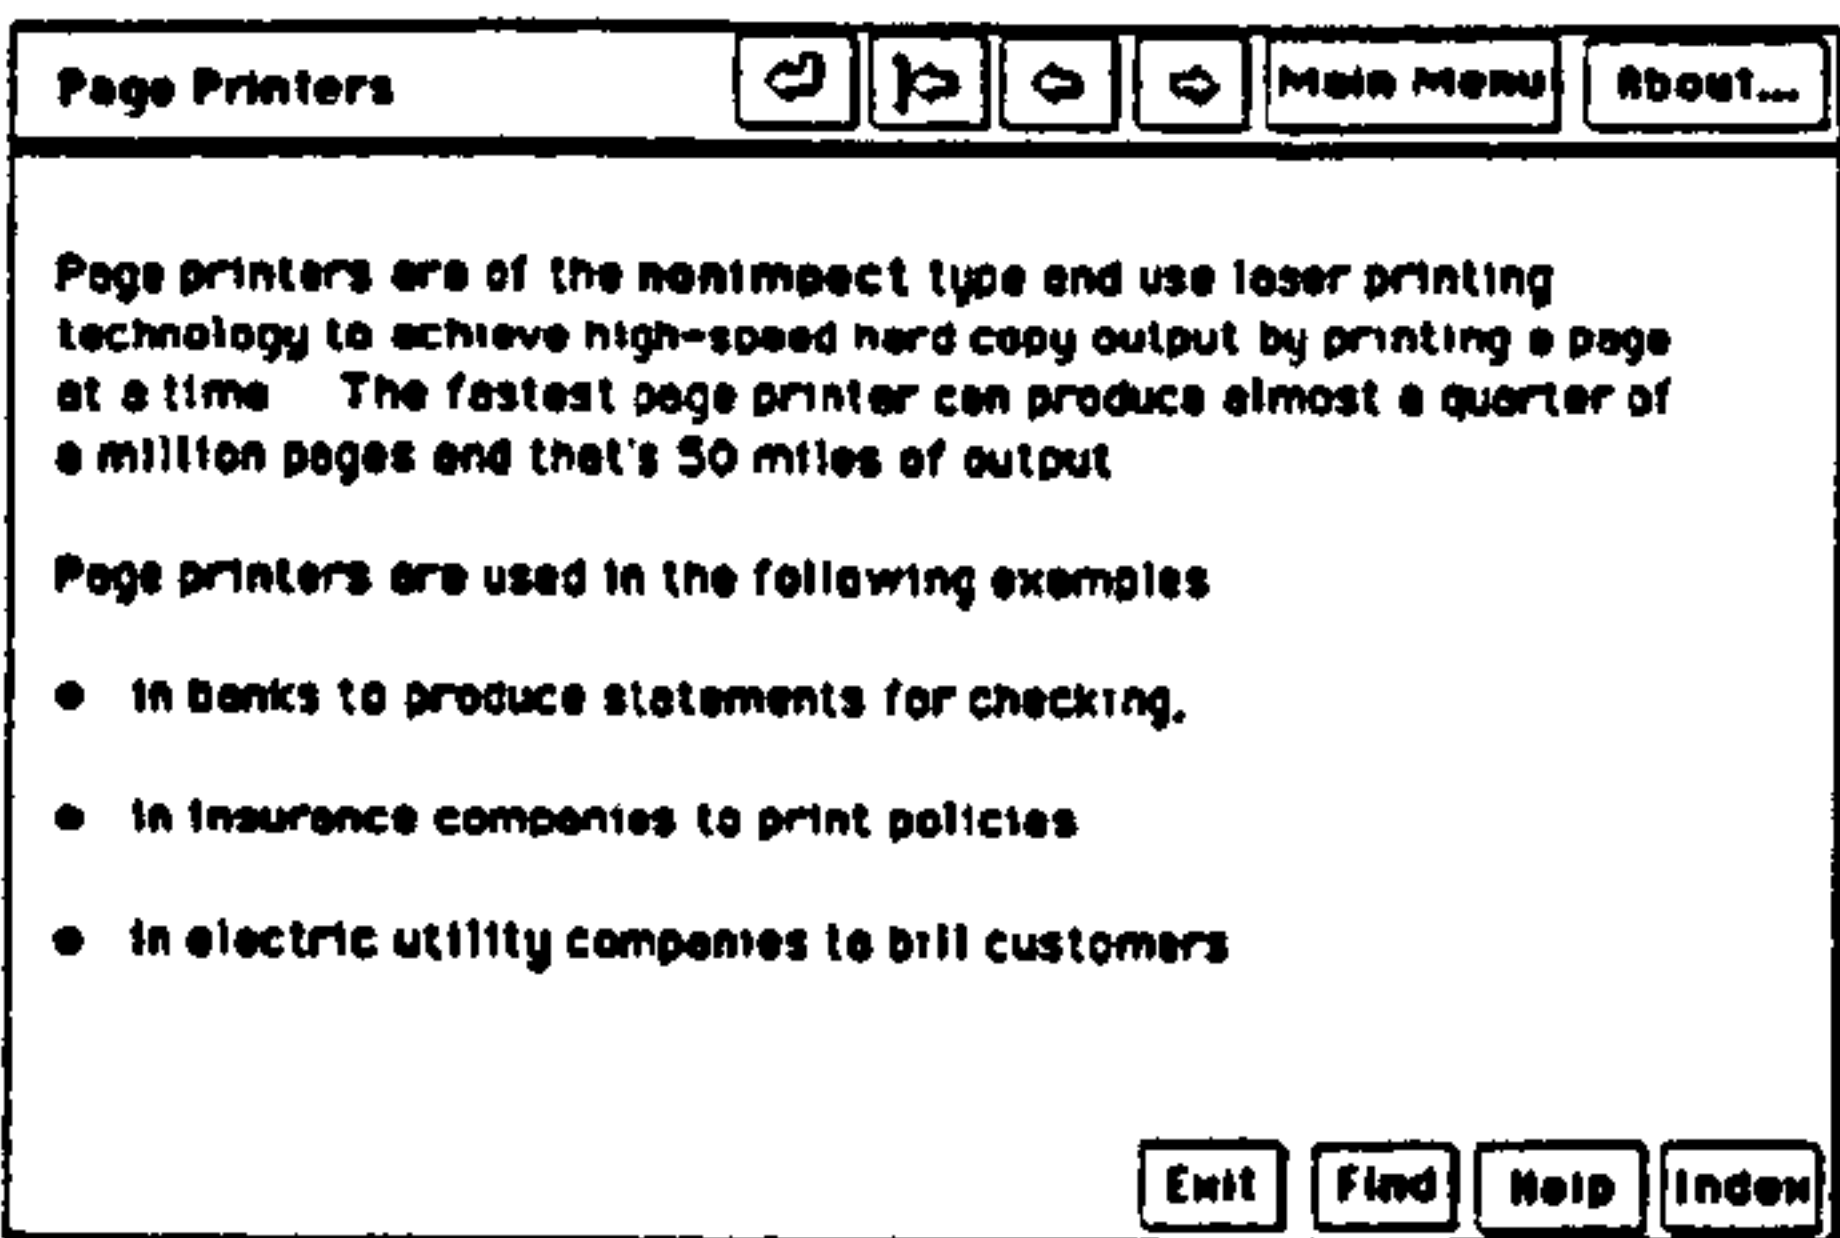 Page Printers
Main Menu
About...
Page printers are of the nonimpact type and use laser printing
technology to achieve high-speed hard copy output by printing a page
at a time   The fastest page printer can produce almost a quarter of
a million pages and that's 50 miles of output
Page printers are used in the following examples
● In banks to produce statements for checking.
● In insurance companies to print policies
● In electric utility companies to bill customers
Exit
Find
Help
Index